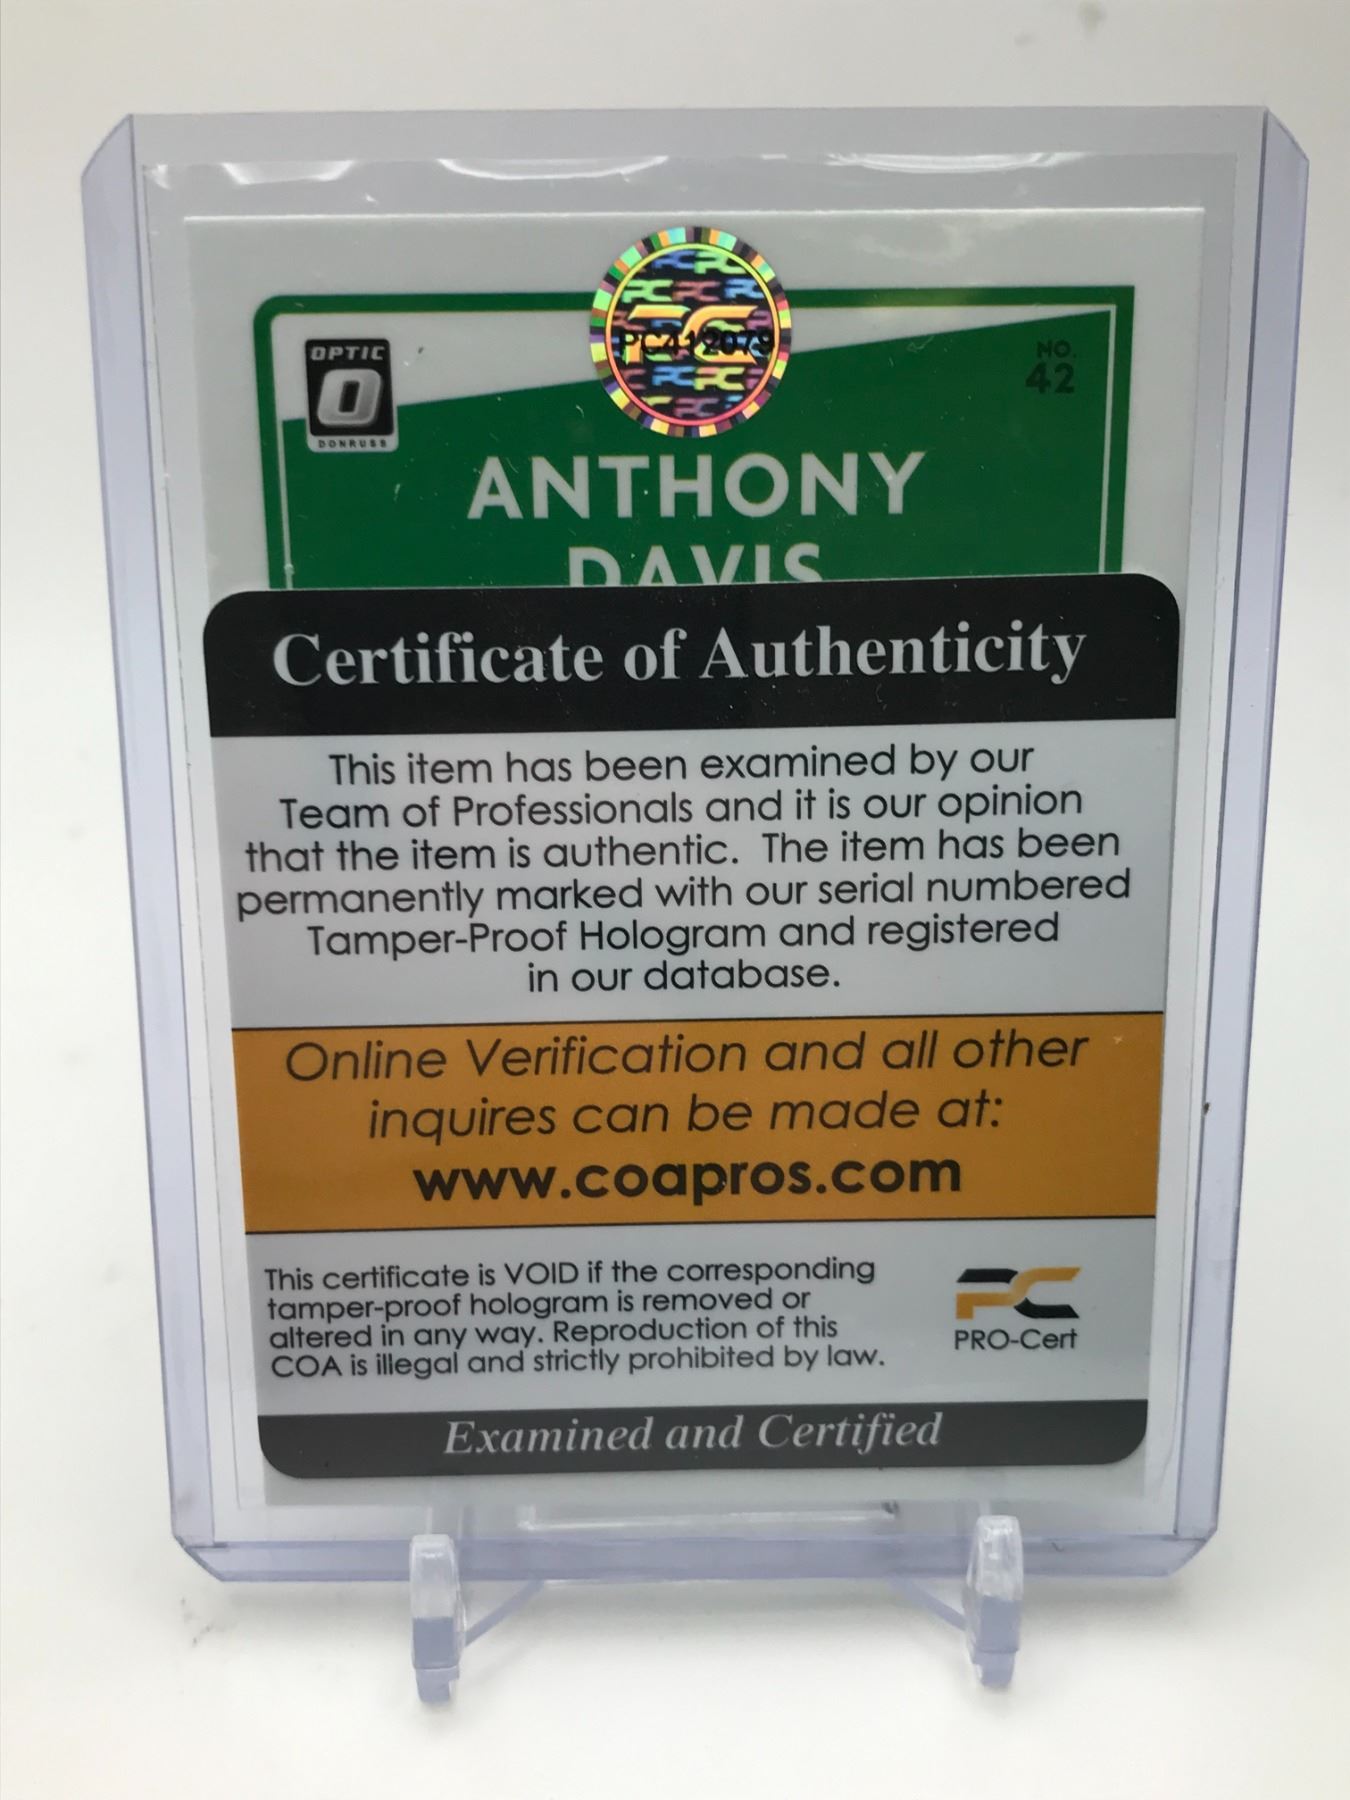 PC412079
OPTIC
DONRUSS
NO.
42
ANTHONY
DAVIS
Certificate of Authenticity
This item has been examined by our
Team of Professionals and it is our opinion
that the item is authentic. The item has been
permanently marked with our serial numbered
Tamper-Proof Hologram and registered
in our database.
Online Verification and all other
inquires can be made at:
www.coapros.com
This certificate is VOID if the corresponding
tamper-proof hologram is removed or
altered in any way. Reproduction of this
COA is illegal and strictly prohibited by law.
PC
PRO-Cert
Examined and Certified